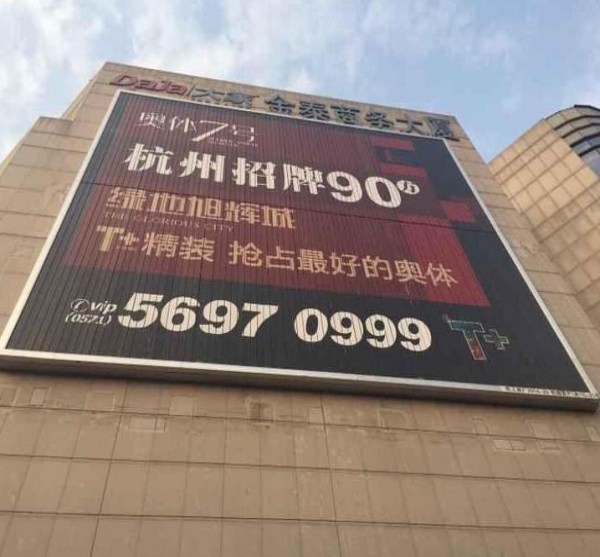 DaJa 金泰商务大厦
奥体7号
杭州招牌90方
绿地旭辉城
THE GLORIOUS CITY
T+精装 抢占最好的奥体
vip
(0571) 5697 0999 T+